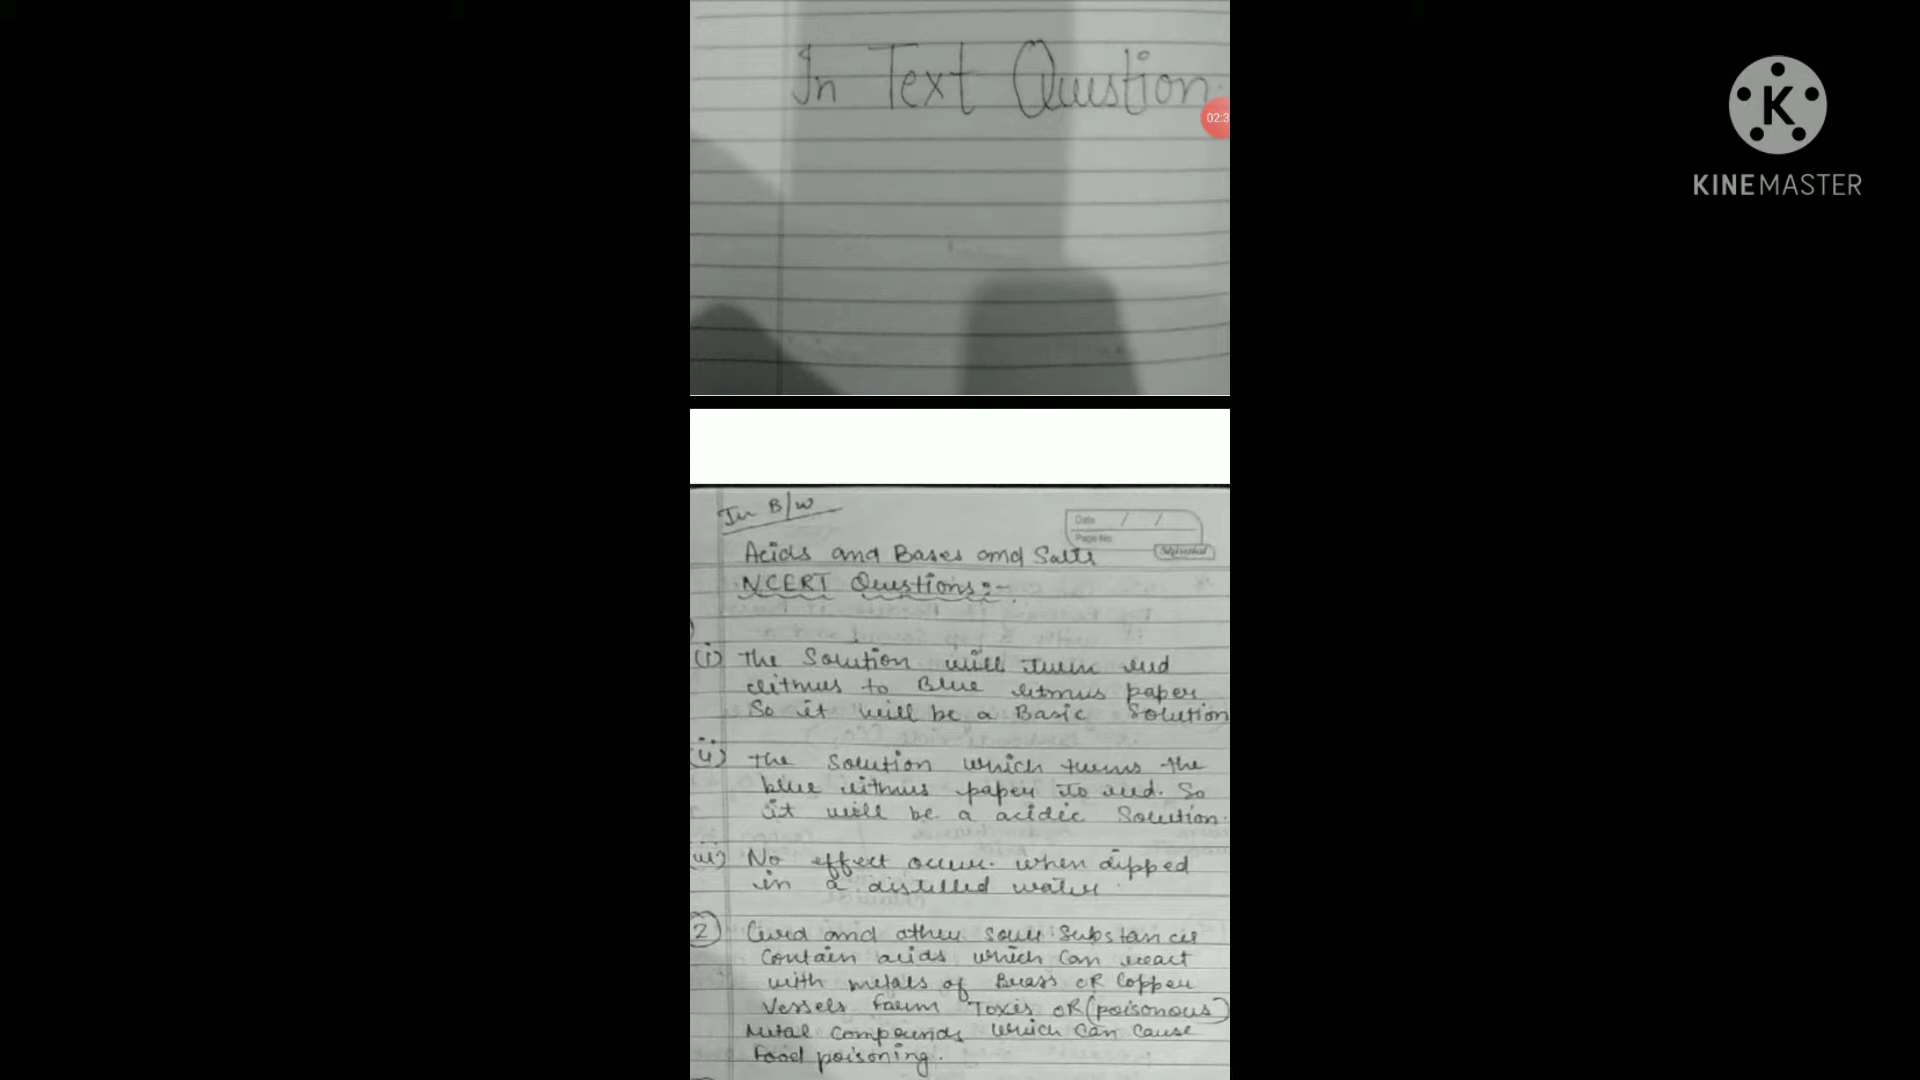 In Text Question.
02:3
KINEMASTER
In B/W
Date / /
Page No.
Acids and Bases and Salts
NCERT Questions:-
(i) The Solution will turn red
litmus to Blue litmus paper
So it will be a Basic Solution
(ii) The Solution which turns the
blue litmus paper to red. So
it will be a acidic Solution.
(iii) No effect occur when dipped
in a distelled water
2 Curd and other sour Substances
Contain acids which can react
with metals of Brass OR Copper
Vessels form Toxis OR (poisonous)
Metal compounds which can cause
Food poisoning.